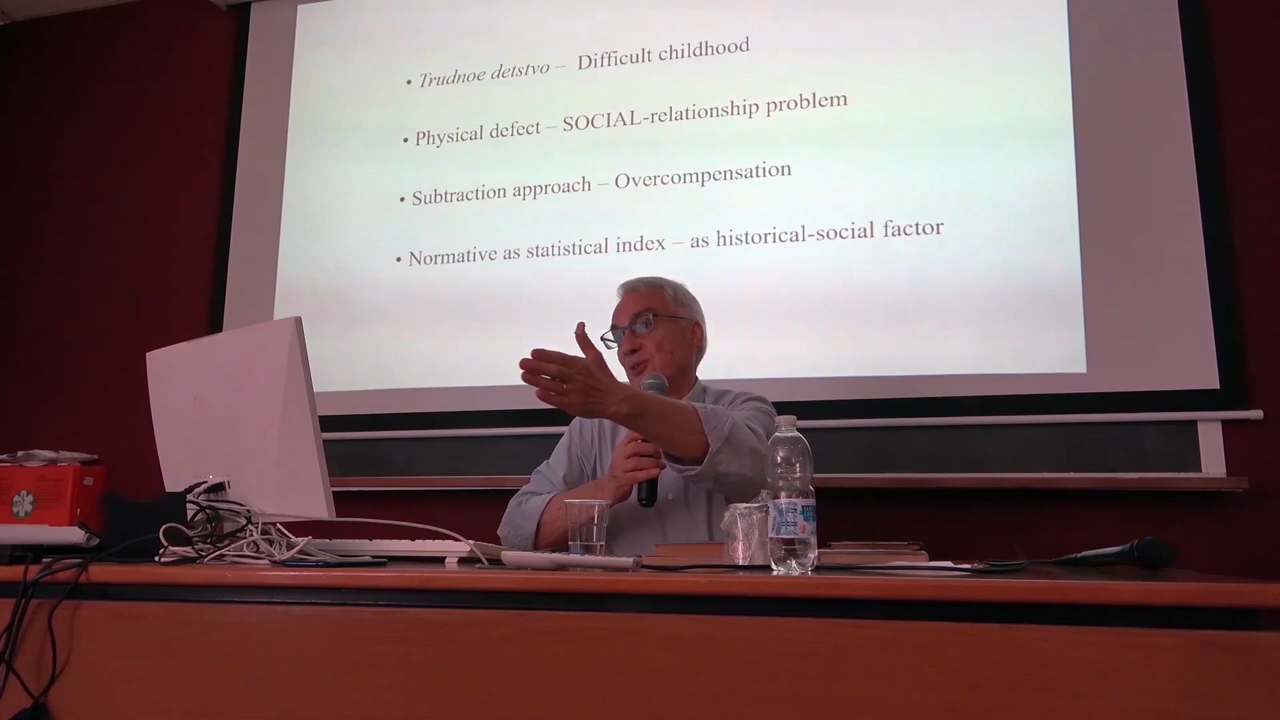 • Trudnoe detstvo – Difficult childhood
• Physical defect – SOCIAL-relationship problem
• Subtraction approach – Overcompensation
• Normative as statistical index – as historical-social factor